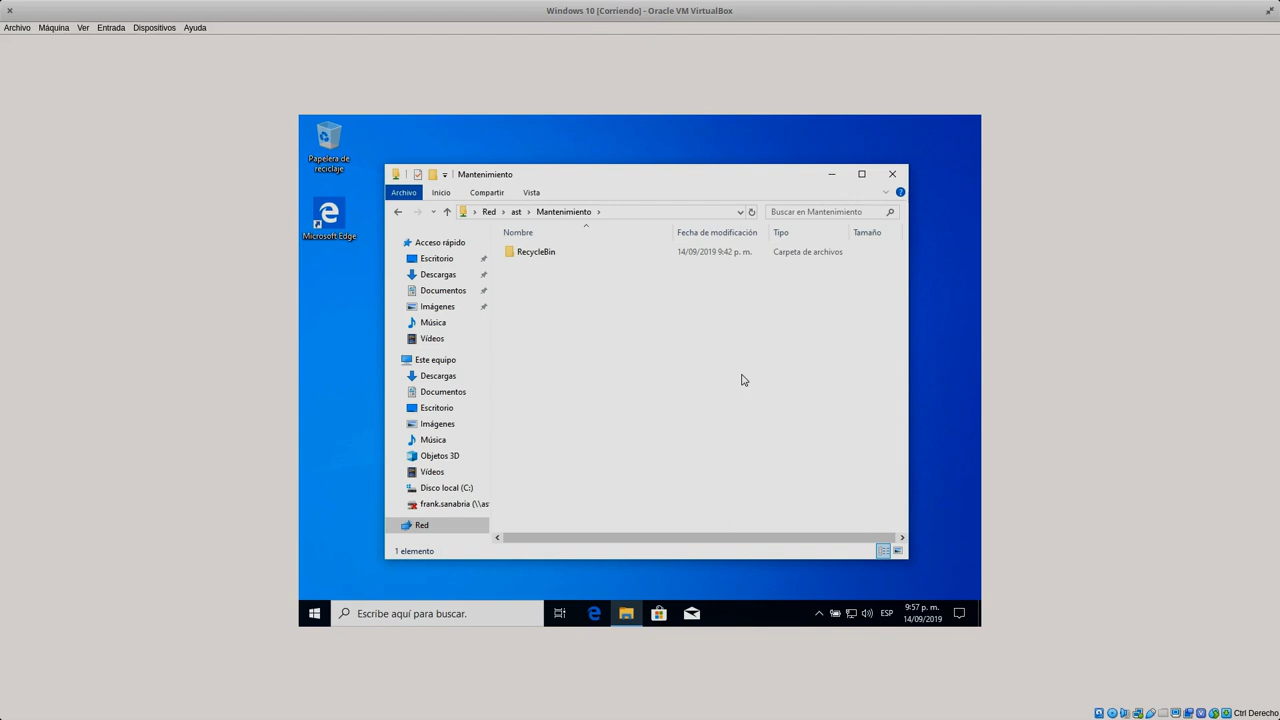 Windows 10 [Corriendo] - Oracle VM VirtualBox
Archivo Máquina Ver Entrada Dispositivos Ayuda
Papelera de
reciclaje
Microsoft Edge
Mantenimiento
Archivo Inicio Compartir Vista
Red ast Mantenimiento
Buscar en Mantenimiento
Nombre Fecha de modificación Tipo Tamaño
RecycleBin 14/09/2019 9:42 p. m. Carpeta de archivos
Acceso rápido
Escritorio
Descargas
Documentos
Imágenes
Música
Vídeos
Este equipo
Descargas
Documentos
Escritorio
Imágenes
Música
Objetos 3D
Vídeos
Disco local (C:)
frank.sanabria (\\as
Red
1 elemento
Escribe aquí para buscar.
ESP
9:57 p. m.
14/09/2019
Ctrl Derecho